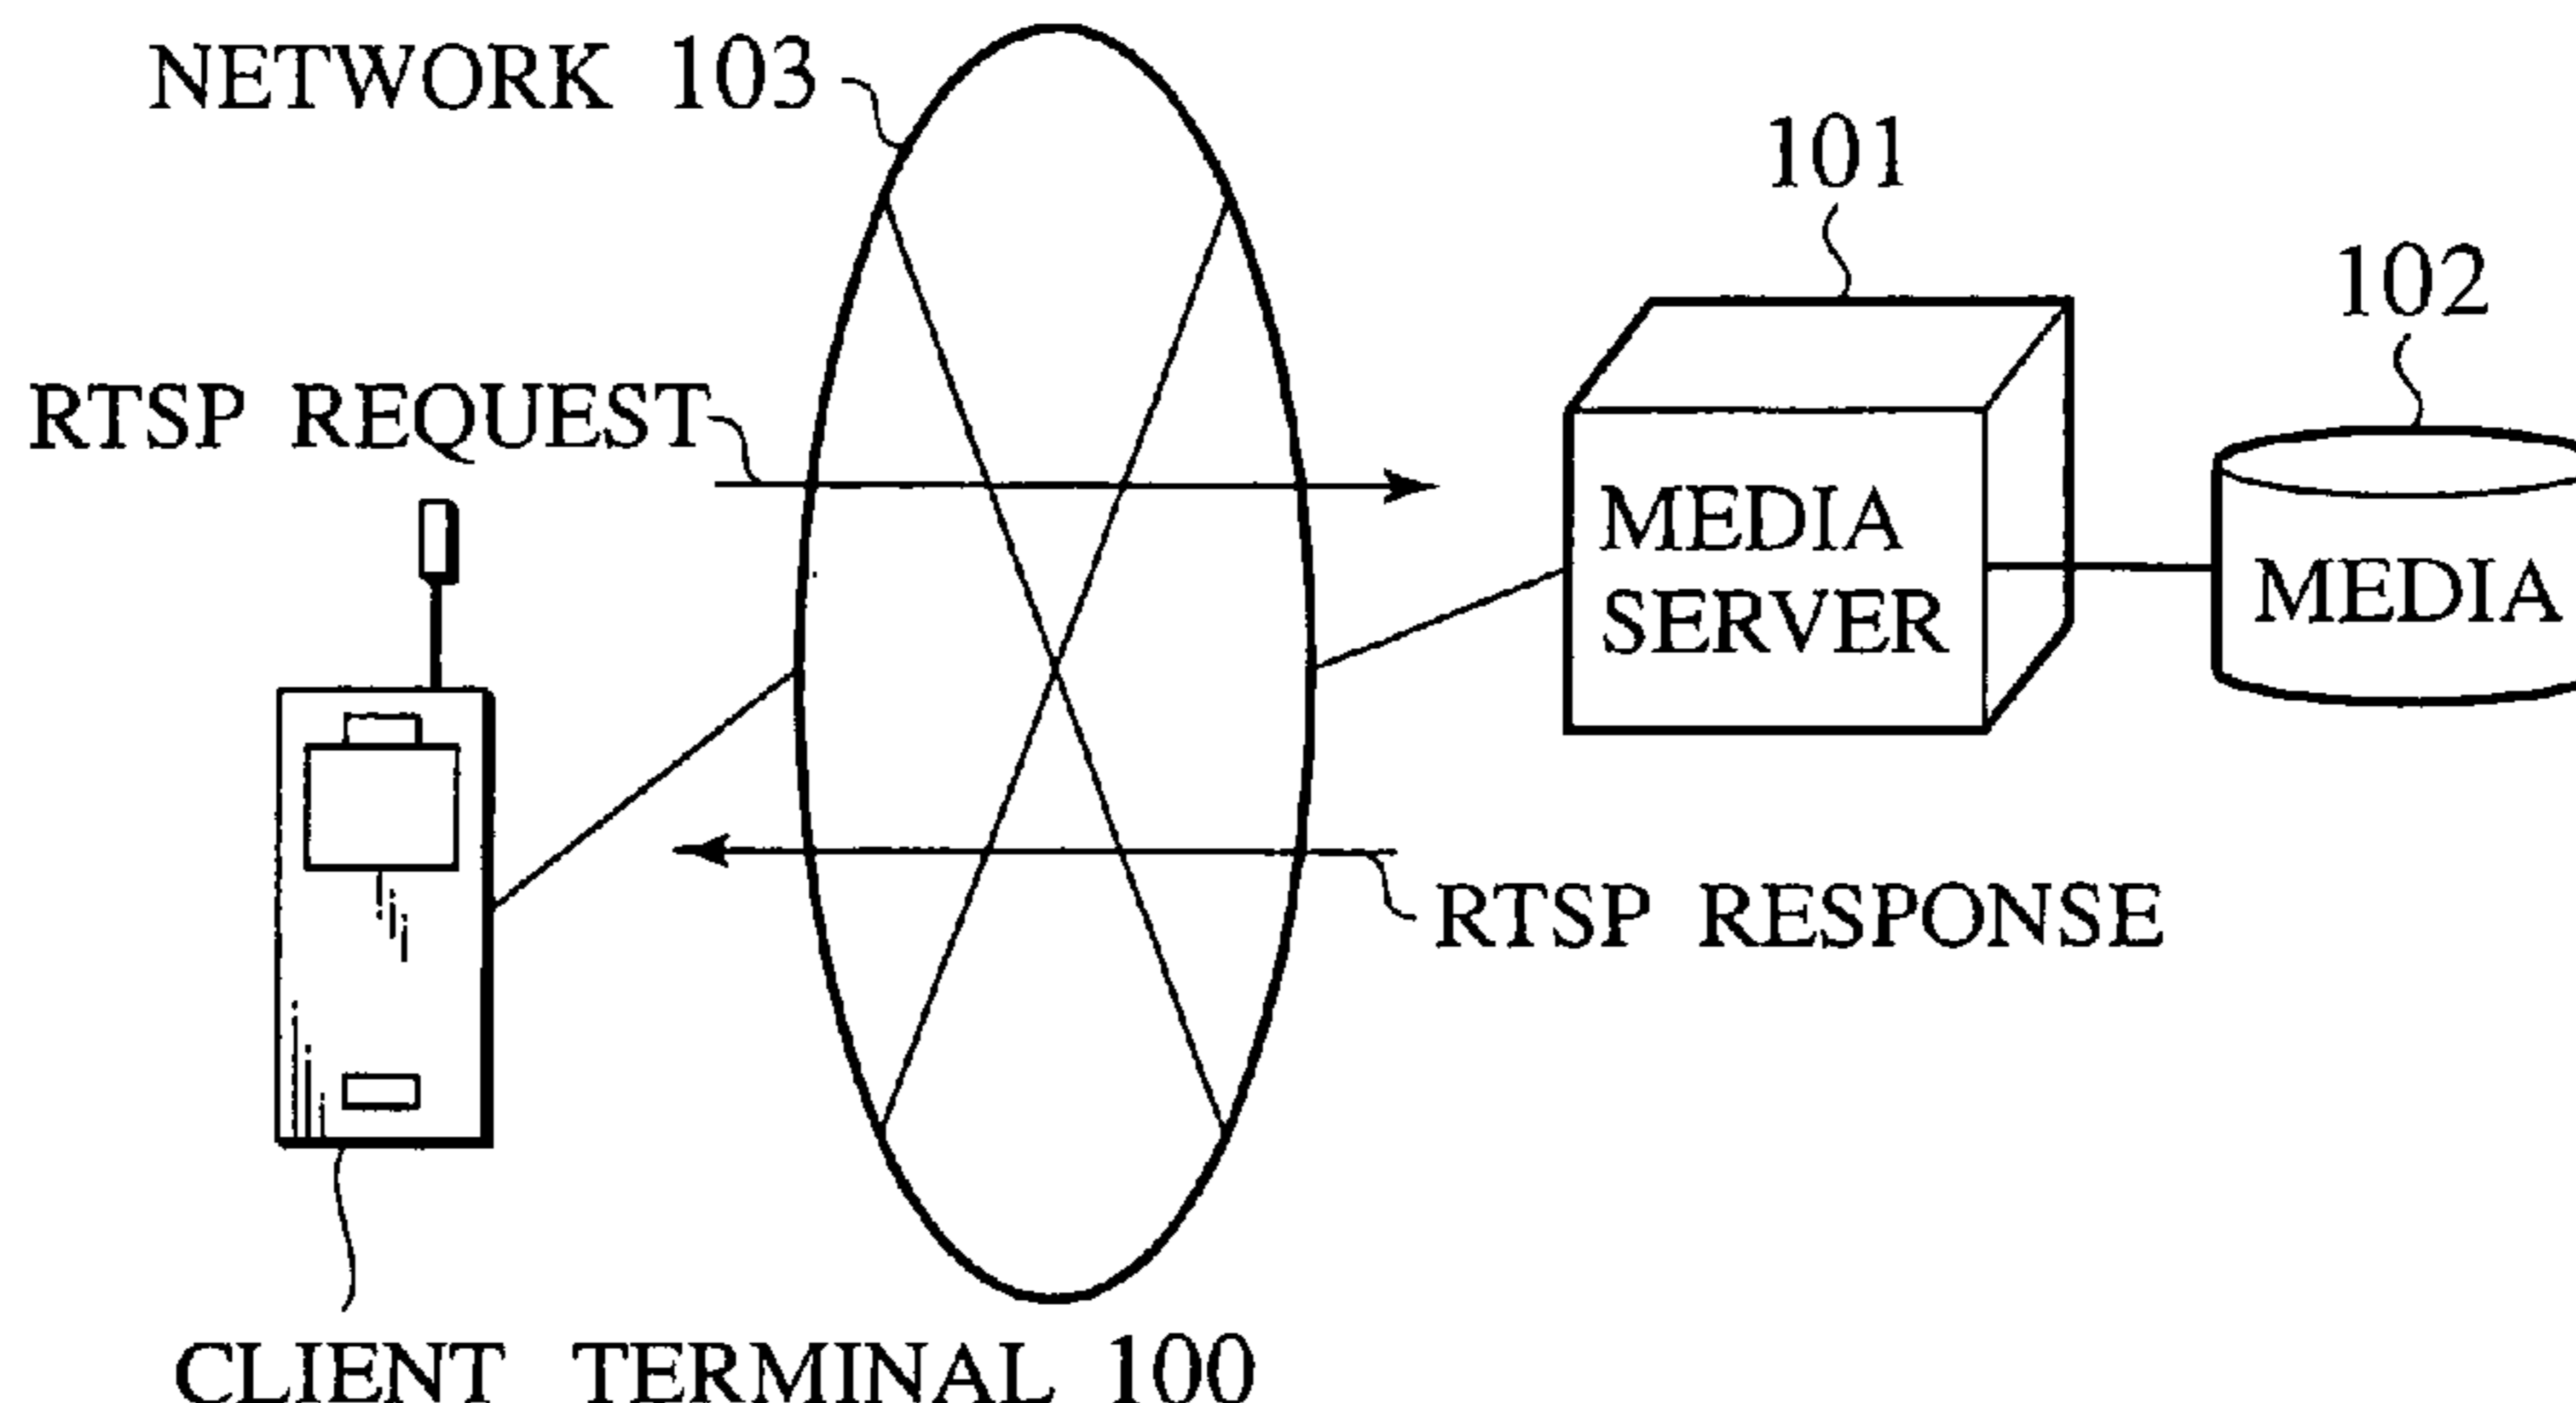 NETWORK 103
101
102
RTSP REQUEST
MEDIA
SERVER
MEDIA
RTSP RESPONSE
CLIENT TERMINAL 100